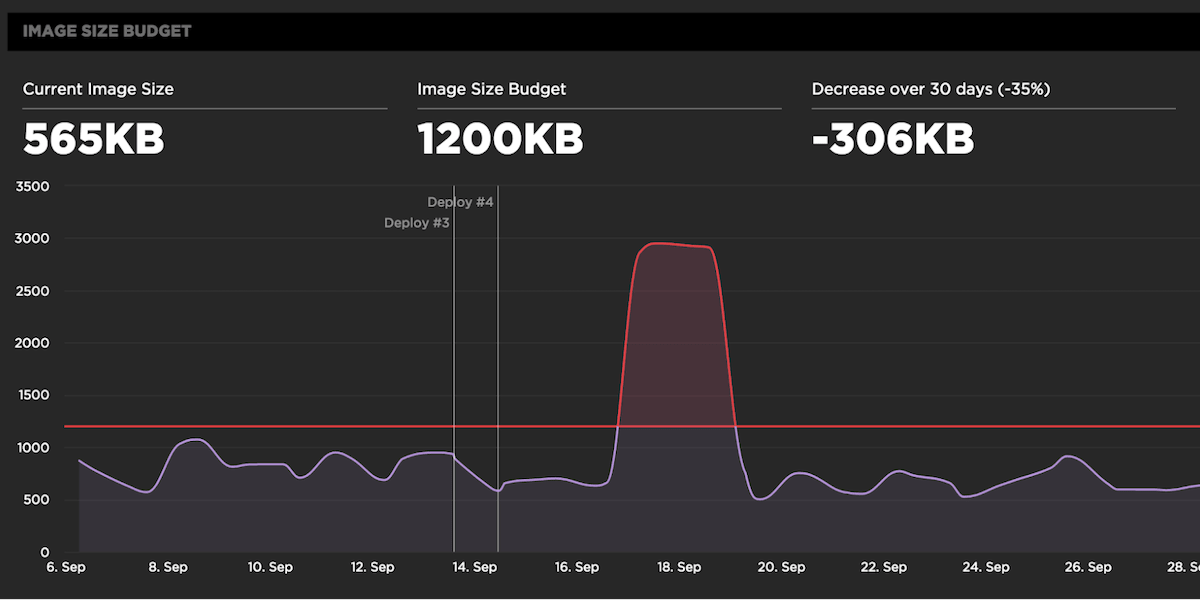 IMAGE SIZE BUDGET
Current Image Size Image Size Budget Decrease over 30 days (-35%)
565KB 1200KB -306KB
3500
Deploy #4
Deploy #3
3000
2500
2000
1500
1000
500
0
6. Sep 8. Sep 10. Sep 12. Sep 14. Sep 16. Sep 18. Sep 20. Sep 22. Sep 24. Sep 26. Sep 28. S